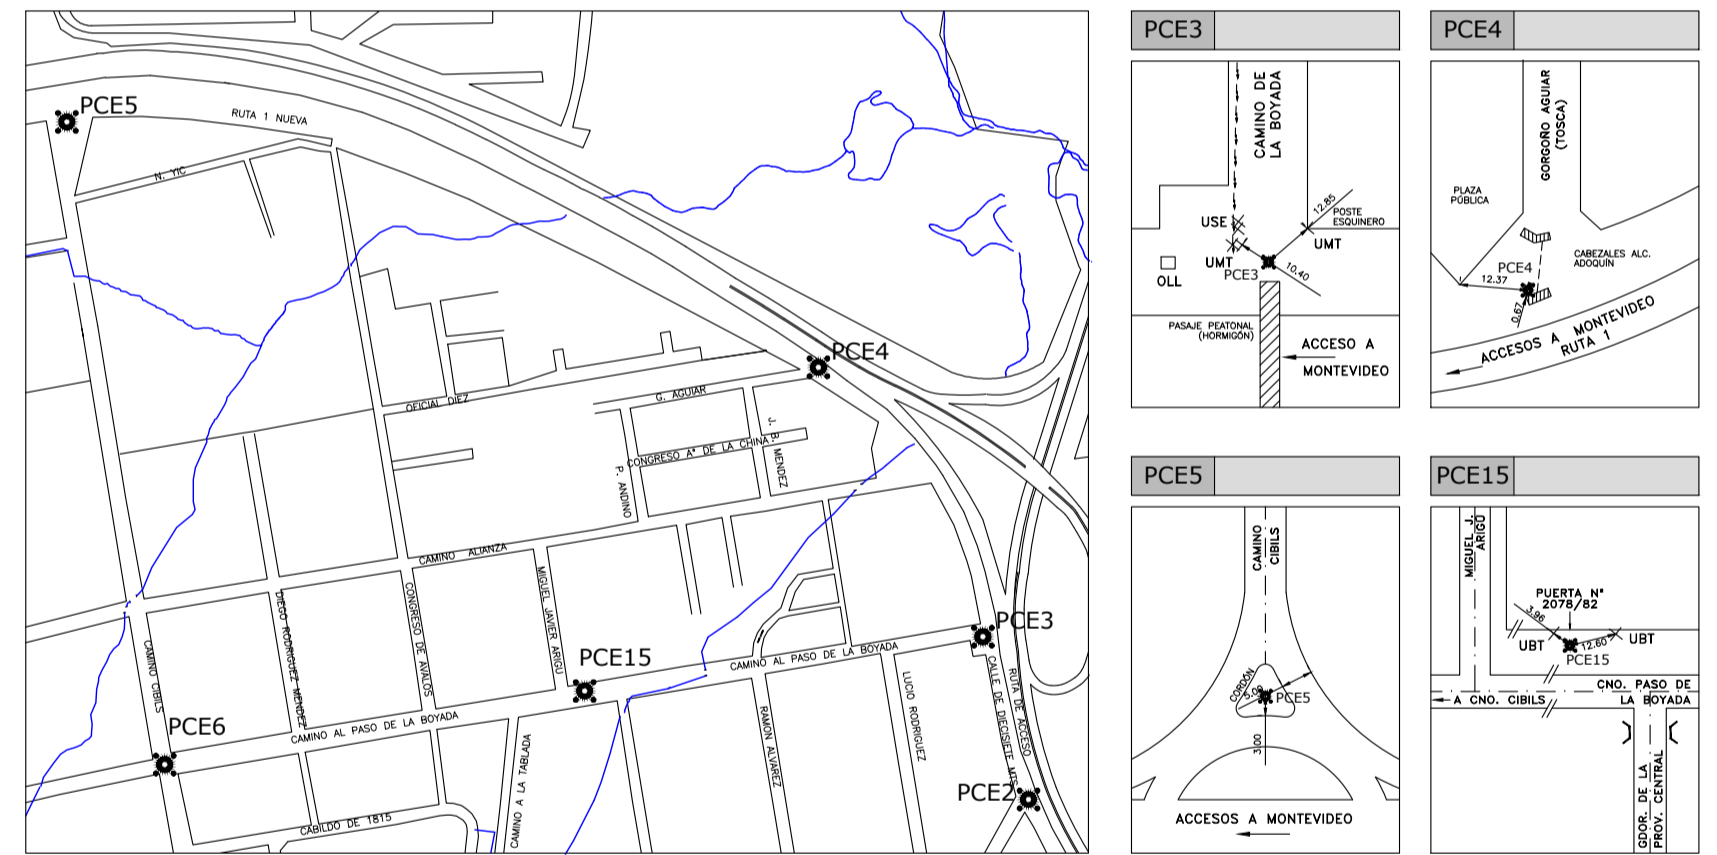 PCE5
RUTA 1 NUEVA
N. YIC
PCE4
OFICIAL DIEZ
G. AGUIAR
J. B. MENDEZ
CONGRESO Aº DE LA CHINA
P. ANDINO
CAMINO ALIANZA
CAMINO CIBILS
DIEGO RODRIGUEZ MENDEZ
CONGRESO DE AVALOS
MIGUEL JAVIER ARIGU
PCE3
PCE15
CAMINO AL PASO DE LA BOYADA
CAMINO AL PASO DE LA BOYADA
PCE6
CAMINO A LA TABLADA
RAMON ALVAREZ
LUCIO RODRIGUEZ
CALLE DE DIECISIETE MTS
RUTA DE ACCESO
PCE2
CABILDO DE 1815
PCE3
CAMINO DE
LA BOYADA
12.85
POSTE
ESQUINERO
USE
UMT
UMT
PCE3
10.40
OLL
PASAJE PEATONAL
(HORMIGÓN)
ACCESO A
MONTEVIDEO
PCE4
GORGOÑO AGUIAR
(TOSCA)
PLAZA
PÚBLICA
CABEZALES ALC.
ADOQUÍN
PCE4
12.37
0.67
ACCESOS A MONTEVIDEO
RUTA 1
PCE5
CAMINO
CIBILS
CORDÓN
PCE5
3.00
ACCESOS A MONTEVIDEO
PCE15
MIGUEL J.
ARIGÚ
PUERTA Nº
2078/82
3.96
UBT
UBT
12.60
PCE15
CNO. PASO DE
LA BOYADA
A CNO. CIBILS
GDOR. DE LA
PROV. CENTRAL